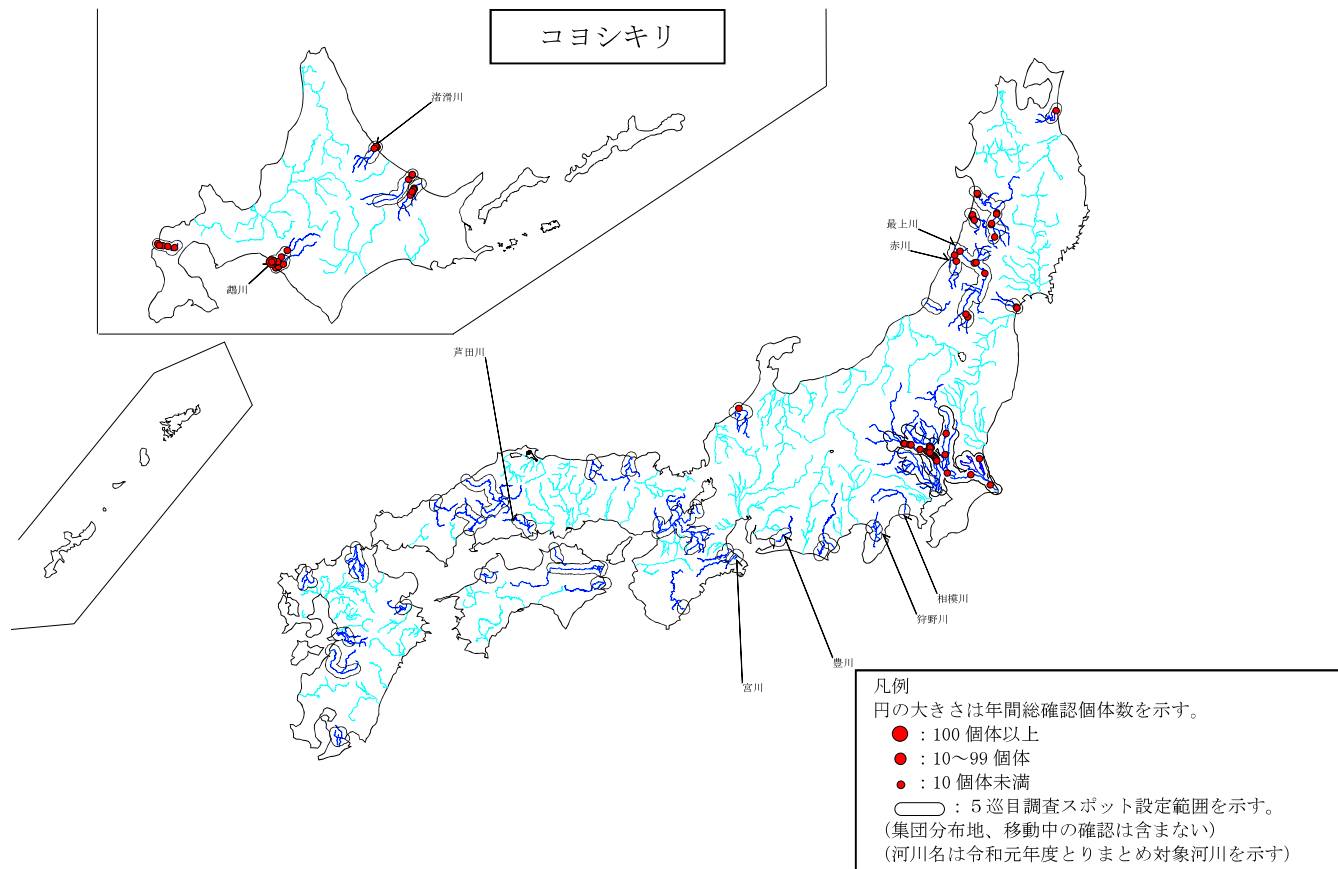 コヨシキリ
渚滑川
鵡川
最上川
赤川
芦田川
相模川
狩野川
豊川
宮川
凡例
円の大きさは年間総確認個体数を示す。
：100 個体以上
：10～99 個体
：10 個体未満
：５巡目調査スポット設定範囲を示す。
(集団分布地、移動中の確認は含まない)
(河川名は令和元年度とりまとめ対象河川を示す)